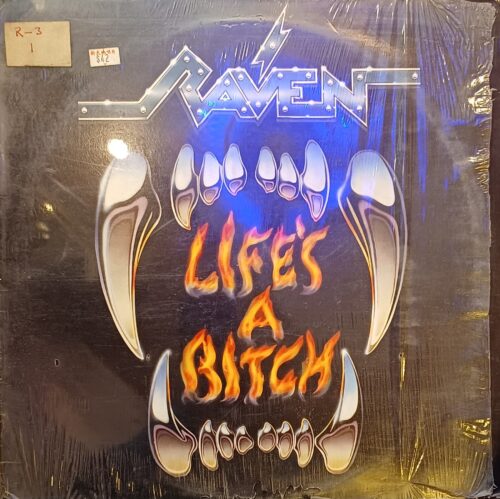 R-3
1
RAVEN
LIFE'S
A
BITCH